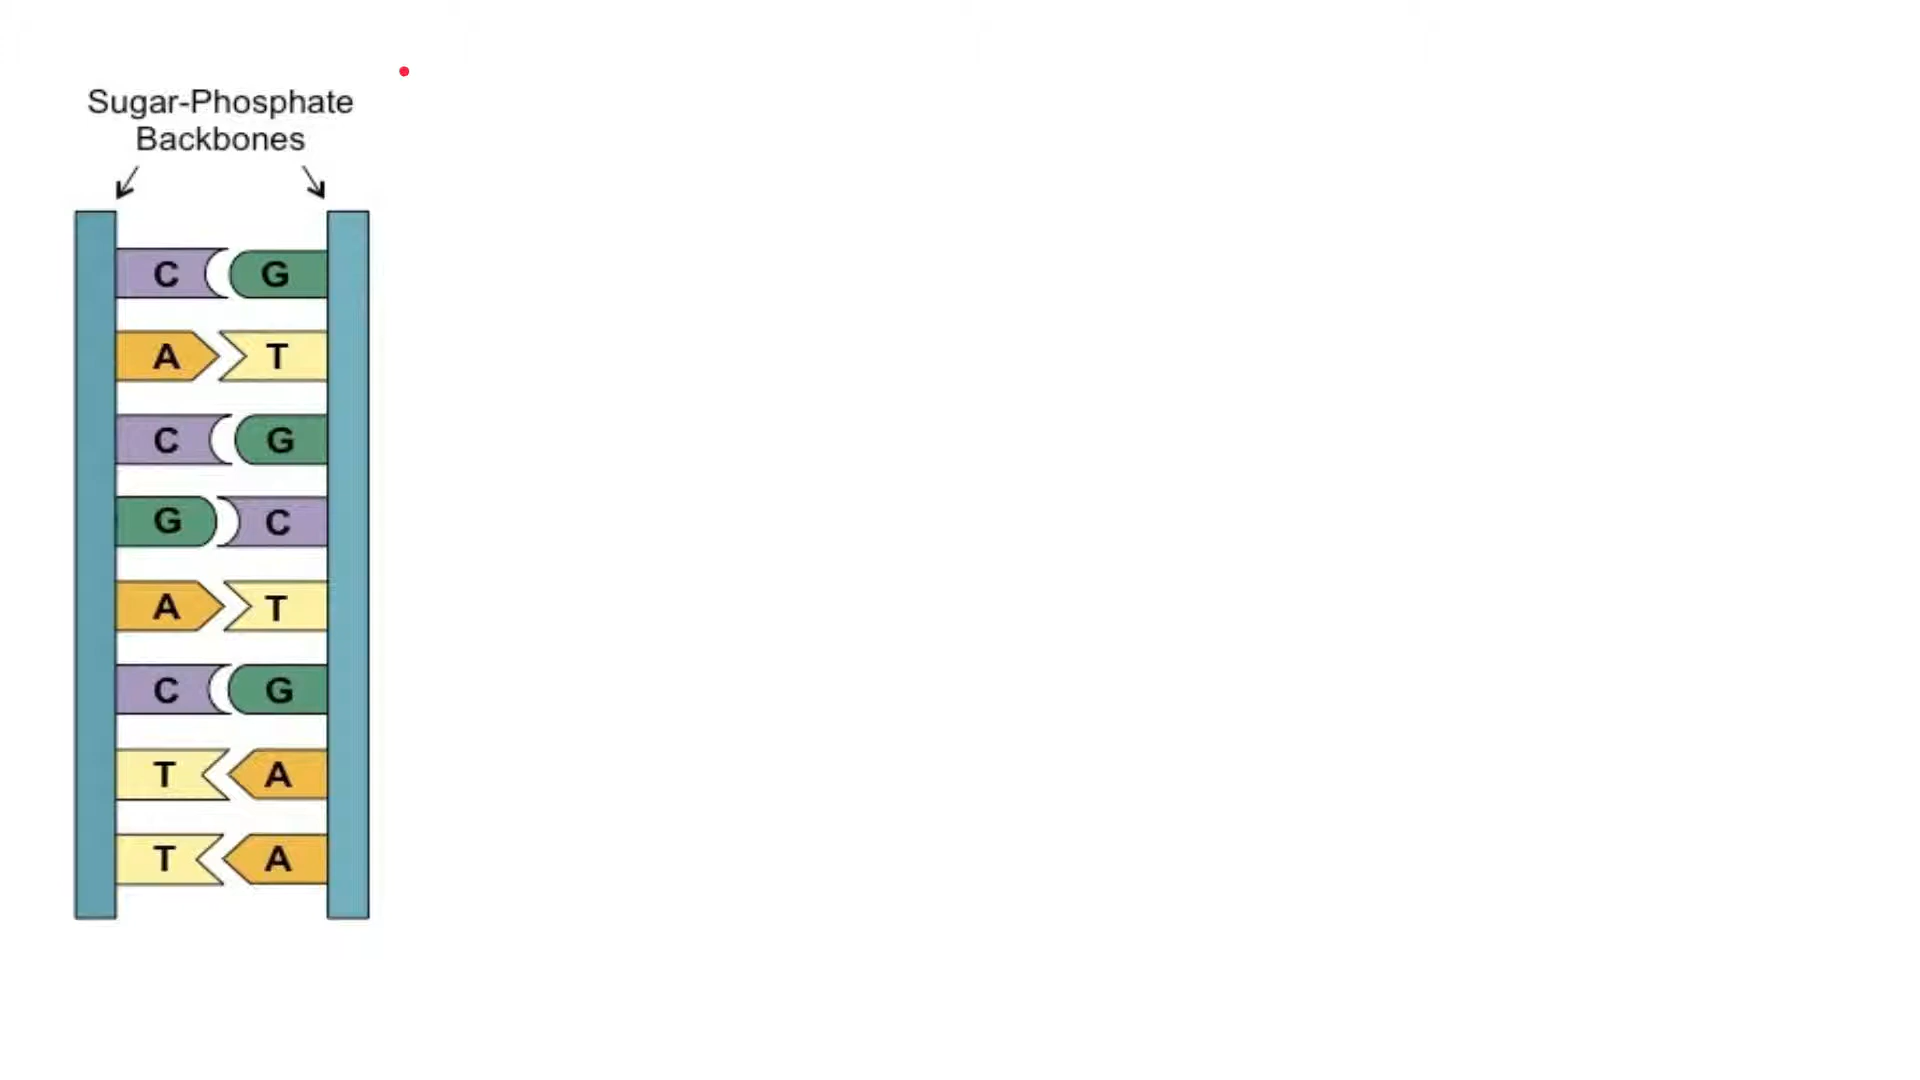 Sugar-Phosphate
Backbones
C G
A T
C G
G C
A T
C G
T A
T A